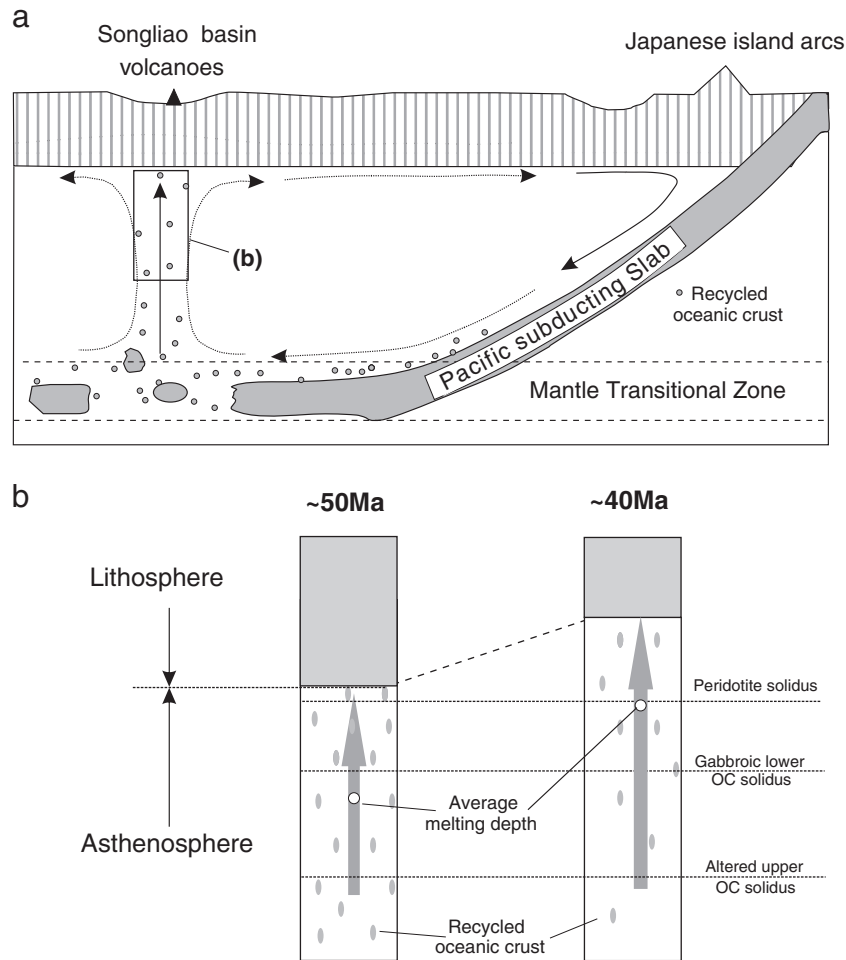 a
Songliao basin
volcanoes
Japanese island arcs
(b)
Recycled
oceanic crust
Pacific subducting Slab
Mantle Transitional Zone
b
~50Ma
~40Ma
Lithosphere
Peridotite solidus
Gabbroic lower
OC solidus
Average
melting depth
Asthenosphere
Altered upper
OC solidus
Recycled
oceanic crust